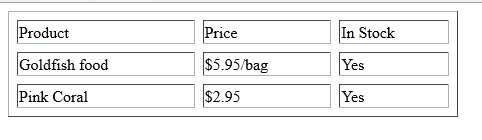 Product Price In Stock
Goldfish food $5.95/bag Yes
Pink Coral $2.95 Yes